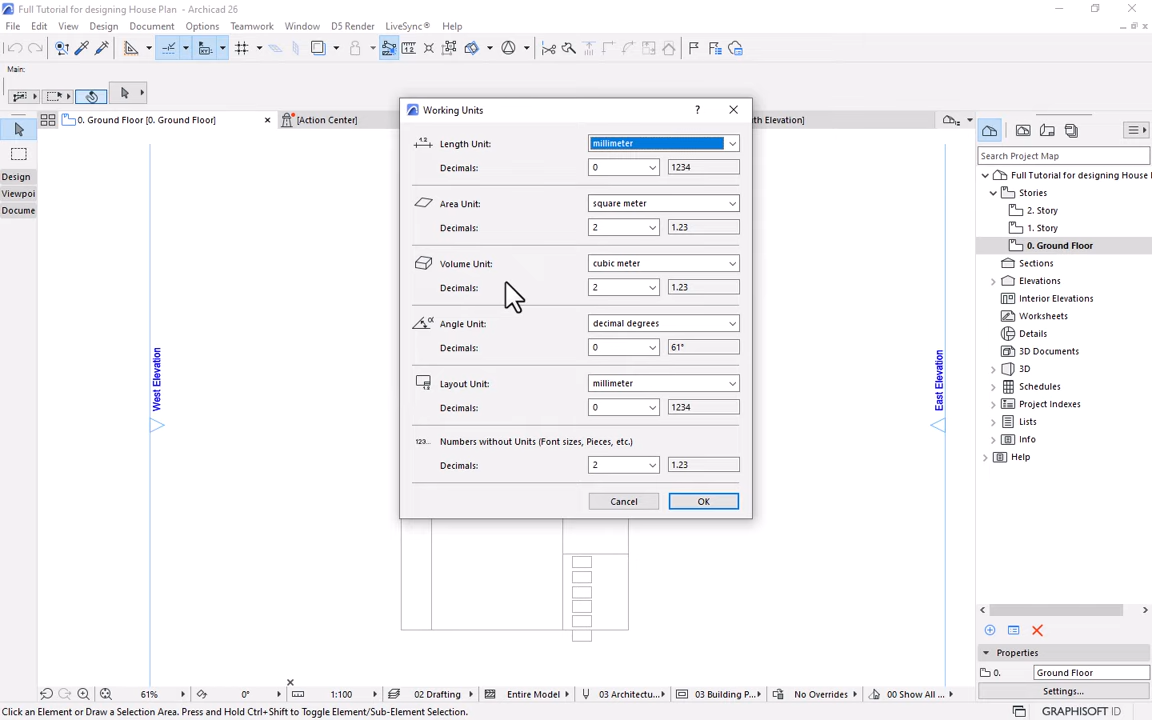 Full Tutorial for designing House Plan - Archicad 26
File Edit View Design Document Options Teamwork Window D5 Render LiveSync® Help
Main:
0. Ground Floor [0. Ground Floor]
[Action Center]
Elevation]
Working Units
Length Unit: millimeter
Decimals: 0 1234
Area Unit: square meter
Decimals: 2 1.23
Volume Unit: cubic meter
Decimals: 2 1.23
Angle Unit: decimal degrees
Decimals: 0 61°
Layout Unit: millimeter
Decimals: 0 1234
Numbers without Units (Font sizes, Pieces, etc.)
Decimals: 2 1.23
Cancel OK
Design
Viewpoi
Docume
West Elevation
East Elevation
Search Project Map
Full Tutorial for designing House
Stories
2. Story
1. Story
0. Ground Floor
Sections
Elevations
Interior Elevations
Worksheets
Details
3D Documents
3D
Schedules
Project Indexes
Lists
Info
Help
Properties
0. Ground Floor
Settings...
61% 0° 1:100 02 Drafting Entire Model 03 Architectu... 03 Building P... No Overrides 00 Show All ...
Click an Element or Draw a Selection Area. Press and Hold Ctrl+Shift to Toggle Element/Sub-Element Selection.
GRAPHISOFT ID